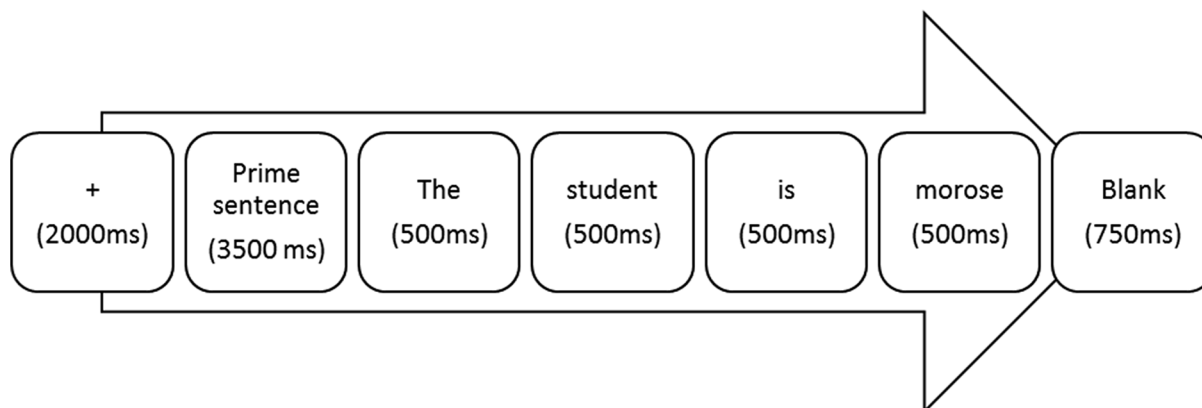 +
(2000ms)
Prime
sentence
(3500 ms)
The
(500ms)
student
(500ms)
is
(500ms)
morose
(500ms)
Blank
(750ms)